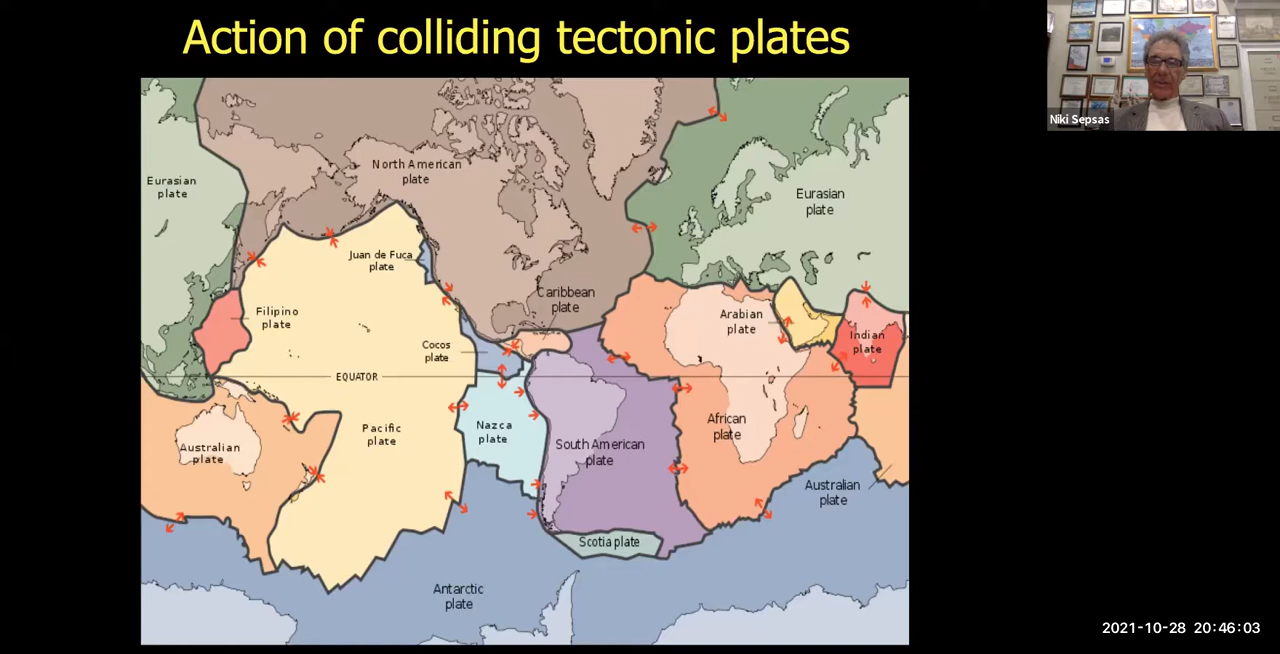 Action of colliding tectonic plates
Niki Sepsas
North American
plate
Eurasian
plate
Eurasian
plate
Juan de Fuca
plate
Caribbean
plate
Filipino
plate
Arabian
plate
Indian
plate
Cocos
plate
EQUATOR
Pacific
plate
Nazca
plate
South American
plate
African
plate
Australian
plate
Australian
plate
Scotia plate
Antarctic
plate
2021-10-28 20:46:03